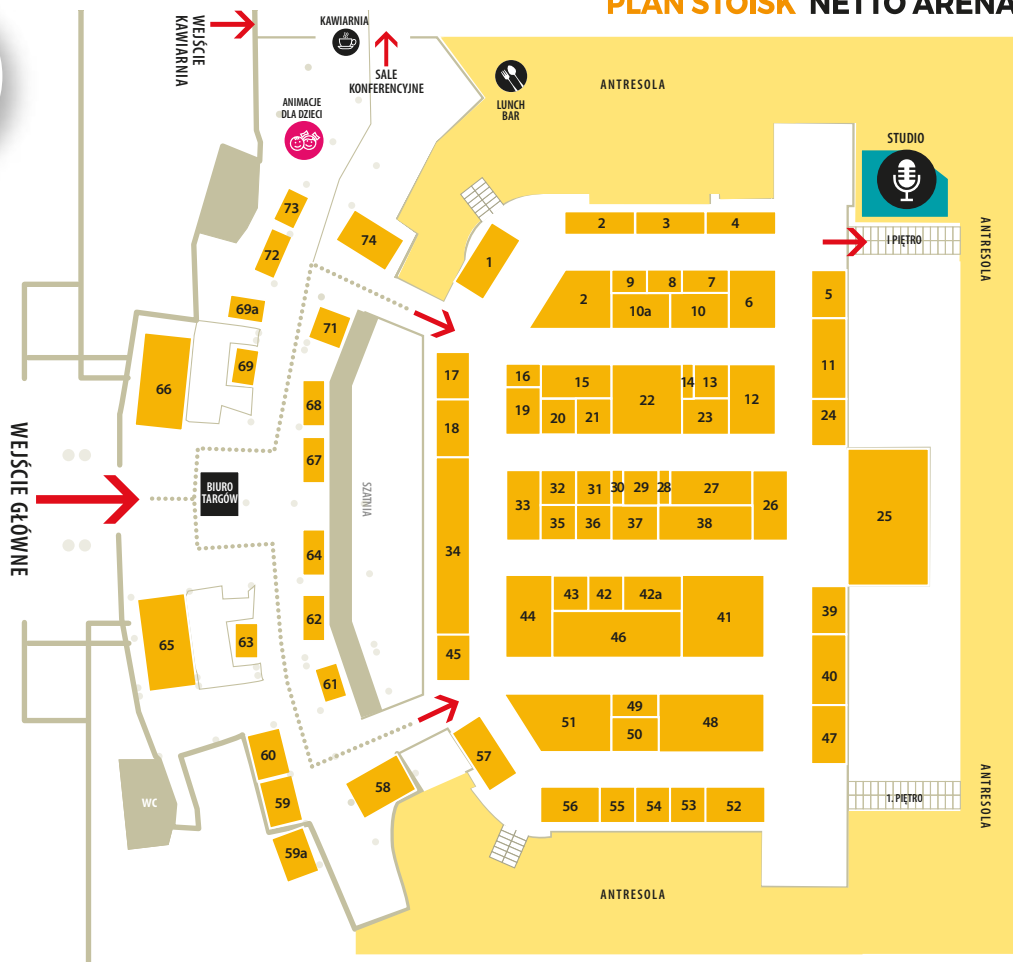 PLAN STOISK NETTO ARENA
WEJŚCIE
KAWIARNIA
KAWIARNIA
SALE
KONFERENCYJNE
ANIMACJE
DLA DZIECI
LUNCH
BAR
ANTRESOLA
STUDIO
I PIĘTRO
ANTRESOLA
73
72
74
1
2
3
4
5
2
9
8
7
10a
10
6
69a
71
69
66
11
17
16
15
14
13
12
22
19
20
21
23
24
18
68
67
WEJŚCIE GŁÓWNE
BIURO
TARGÓW
SZATNIA
33
32
31
30
29
28
27
26
35
36
37
38
25
34
64
62
43
42
42a
44
46
41
39
65
63
45
40
61
51
49
50
48
47
60
57
59
58
59a
56
55
54
53
52
WC
1. PIĘTRO
ANTRESOLA
ANTRESOLA